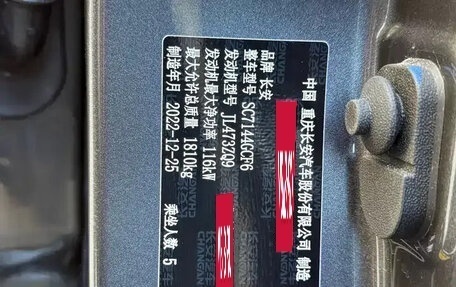 中国 重庆长安汽车股份有限公司 制造
品牌 长安
整车型号 SC7144GCR6
发动机型号 JL473ZQ9
发动机最大净功率 116kW
最大允许总质量 1810kg
制造年月 2022-12-25 乘坐人数 5